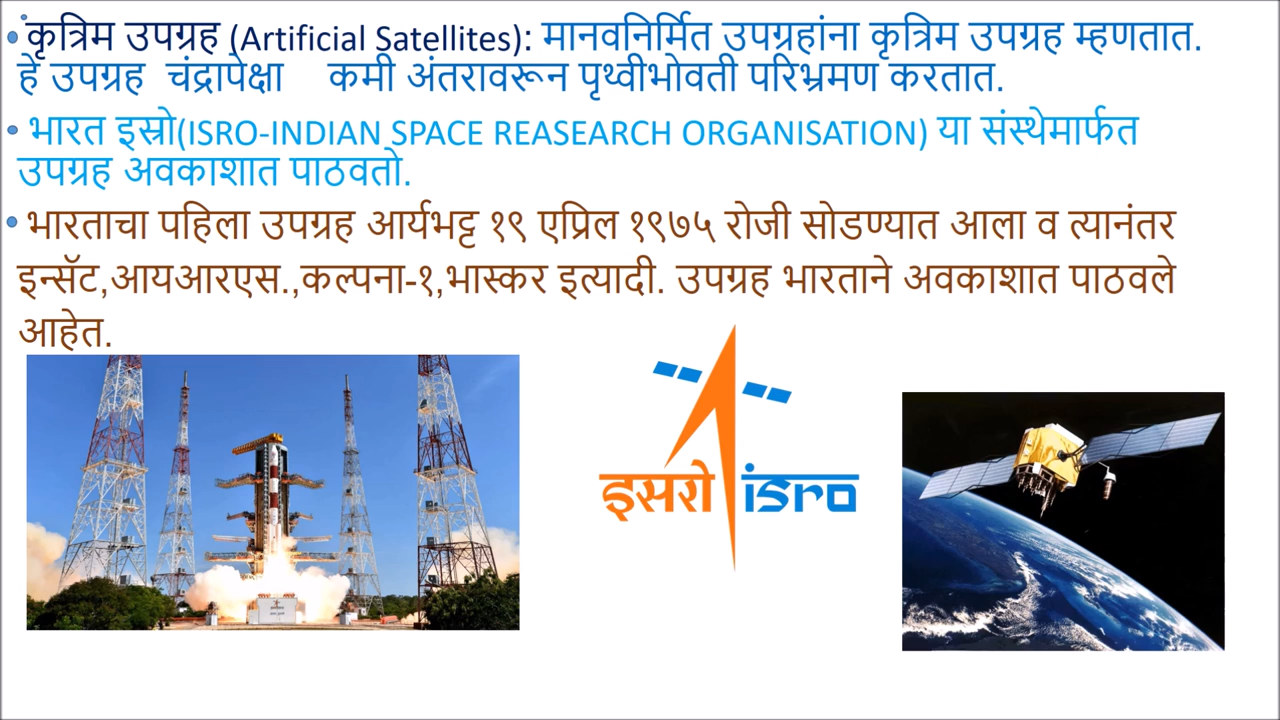 • कृत्रिम उपग्रह (Artificial Satellites): मानवनिर्मित उपग्रहांना कृत्रिम उपग्रह म्हणतात.
हे उपग्रह चंद्रापेक्षा कमी अंतरावरून पृथ्वीभोवती परिभ्रमण करतात.
• भारत इस्रो(ISRO-INDIAN SPACE REASEARCH ORGANISATION) या संस्थेमार्फत
उपग्रह अवकाशात पाठवतो.
• भारताचा पहिला उपग्रह आर्यभट्ट १९ एप्रिल १९७५ रोजी सोडण्यात आला व त्यानंतर
इन्सॅट,आयआरएस.,कल्पना-१,भास्कर इत्यादी. उपग्रह भारताने अवकाशात पाठवले
आहेत.
इसरो isro